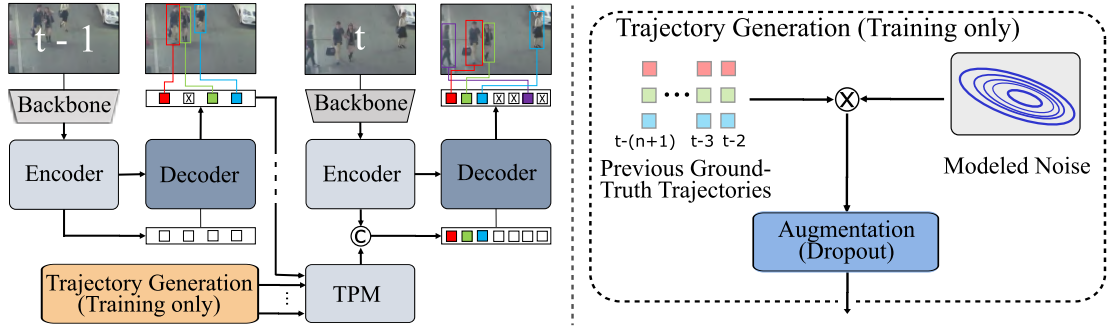 t - 1
t
Backbone
Backbone
X
X X X
Encoder
Decoder
Encoder
Decoder
C
Trajectory Generation
(Training only)
TPM
Trajectory Generation (Training only)
X
t-(n+1) t-3 t-2
Previous Ground-
Truth Trajectories
Modeled Noise
Augmentation
(Dropout)